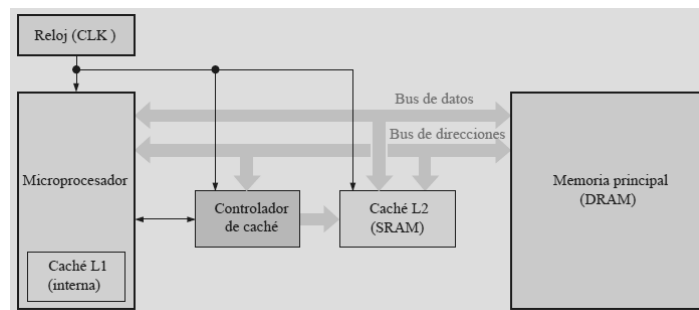 Reloj (CLK )
Bus de datos
Bus de direcciones
Microprocesador
Memoria principal
(DRAM)
Controlador
de caché
Caché L2
(SRAM)
Caché L1
(interna)